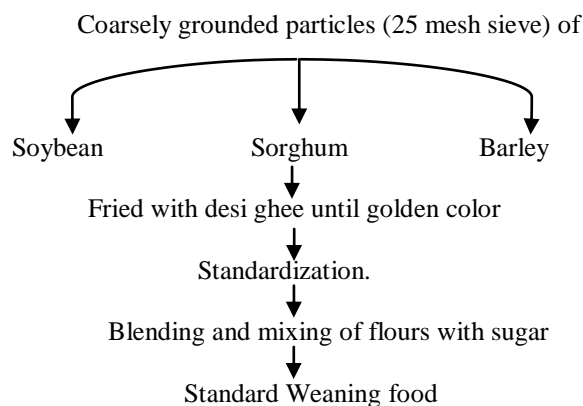 Coarsely grounded particles (25 mesh sieve) of
Soybean Sorghum Barley
Fried with desi ghee until golden color
Standardization.
Blending and mixing of flours with sugar
Standard Weaning food